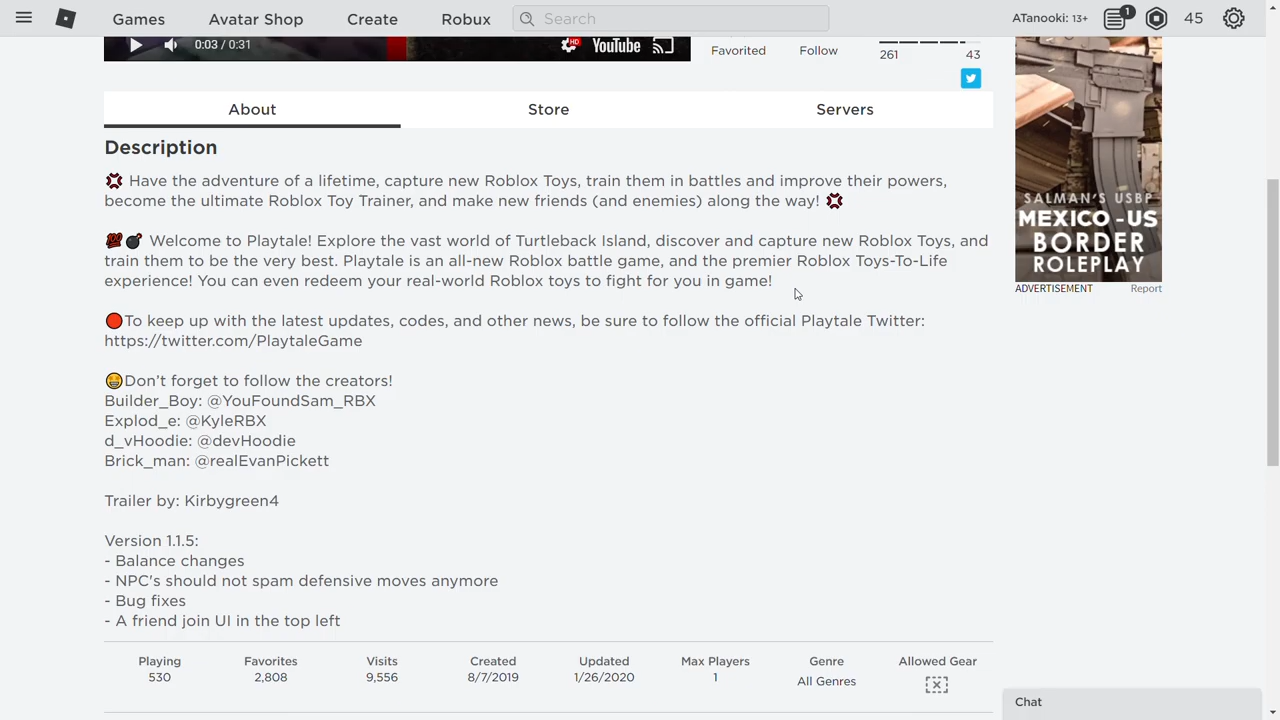 Games Avatar Shop Create Robux Search ATanooki: 13+ 1 45
0:03 / 0:31 HD YouTube Favorited Follow 261 43
About Store Servers
Description
Have the adventure of a lifetime, capture new Roblox Toys, train them in battles and improve their powers,
become the ultimate Roblox Toy Trainer, ind make new friends (and enemies) along the way!
💯💣 Welcome to Playtale! Explore the vast world of Turtleback Island, discover and capture new Roblox Toys, and
train them to be the very best. Playtale is an all-new Roblox battle game, and the premier Roblox Toys-To-Life
experience! You can even redeem your real-world Roblox toys to fight for you in game!
🔴To keep up with the latest updates, codes, and other news, be sure to follow the official Playtale Twitter:
https://twitter.com/PlaytaleGame
Don't forget to follow the creators!
Builder_Boy: @YouFoundSam_RBX
Explod_e: @KyleRBX
d_vHoodie: @devHoodie
Brick_man: @realEvanPickett
Trailer by: Kirbygreen4
Version 1.1.5:
- Balance changes
- NPC's should not spam defensive moves anymore
- Bug fixes
- A friend join UI in the top left
Playing Favorites Visits Created Updated Max Players Genre Allowed Gear
530 2,808 9,556 8/7/2019 1/26/2020 1 All Genres
SALMAN'S USBP
MEXICO-US
BORDER
ROLEPLAY
ADVERTISEMENT Report
Chat